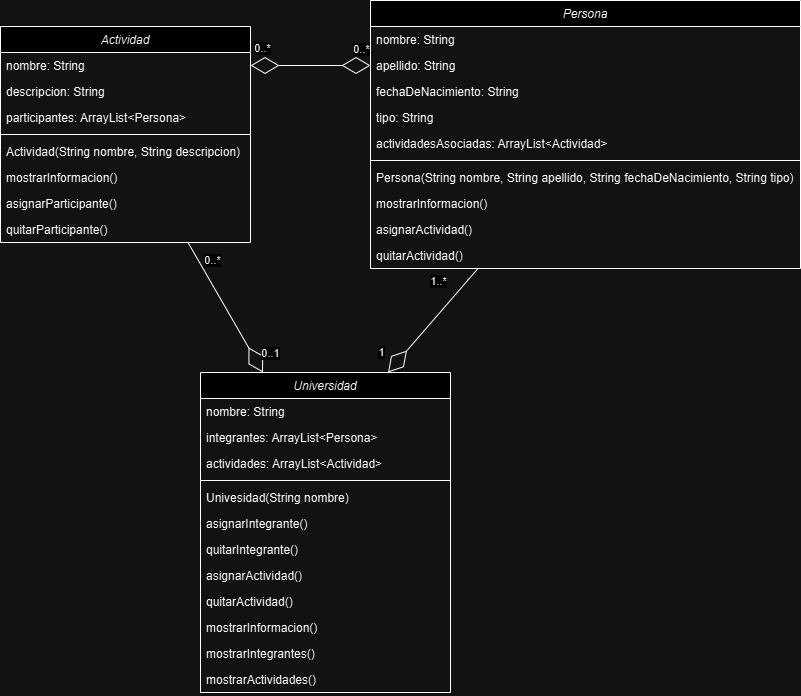 Actividad
nombre: String
descripcion: String
participantes: ArrayList<Persona>
Actividad(String nombre, String descripcion)
mostrarInformacion()
asignarParticipante()
quitarParticipante()
0..*
0..*
Persona
nombre: String
apellido: String
fechaDeNacimiento: String
tipo: String
actividadesAsociadas: ArrayList<Actividad>
Persona(String nombre, String apellido, String fechaDeNacimiento, String tipo)
mostrarInformacion()
asignarActividad()
quitarActividad()
0..*
0..1
1..*
1
Universidad
nombre: String
integrantes: ArrayList<Persona>
actividades: ArrayList<Actividad>
Univesidad(String nombre)
asignarIntegrante()
quitarIntegrante()
asignarActividad()
quitarActividad()
mostrarInformacion()
mostrarIntegrantes()
mostrarActividades()